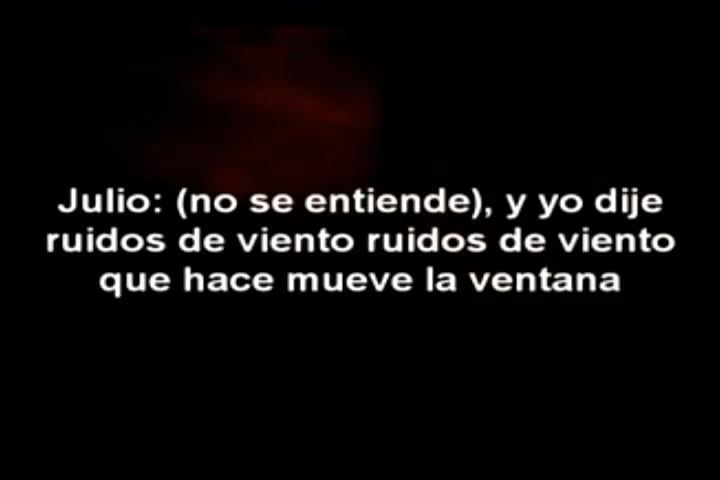 Julio: (no se entiende), y yo dije
ruidos de viento ruidos de viento
que hace mueve la ventana